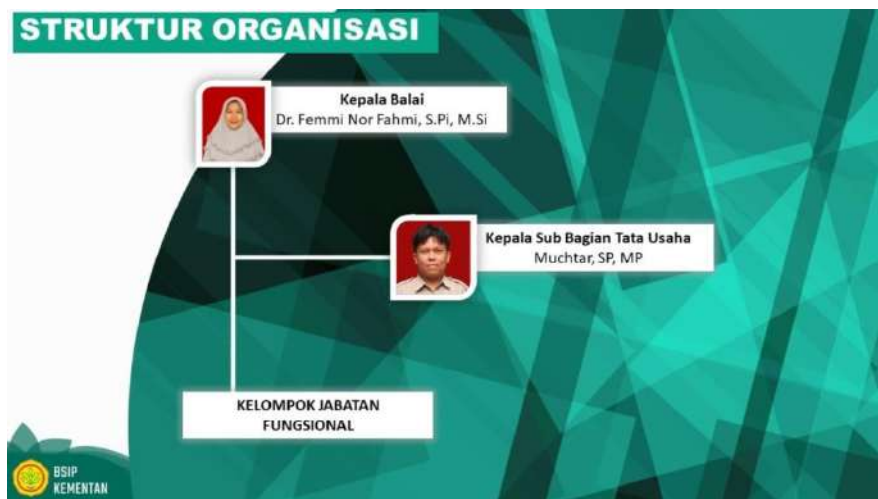 STRUKTUR ORGANISASI
Kepala Balai
Dr. Femmi Nor Fahmi, S.Pi, M.Si
Kepala Sub Bagian Tata Usaha
Muchtar, SP, MP
KELOMPOK JABATAN
FUNGSIONAL
BSIP
KEMENTAN